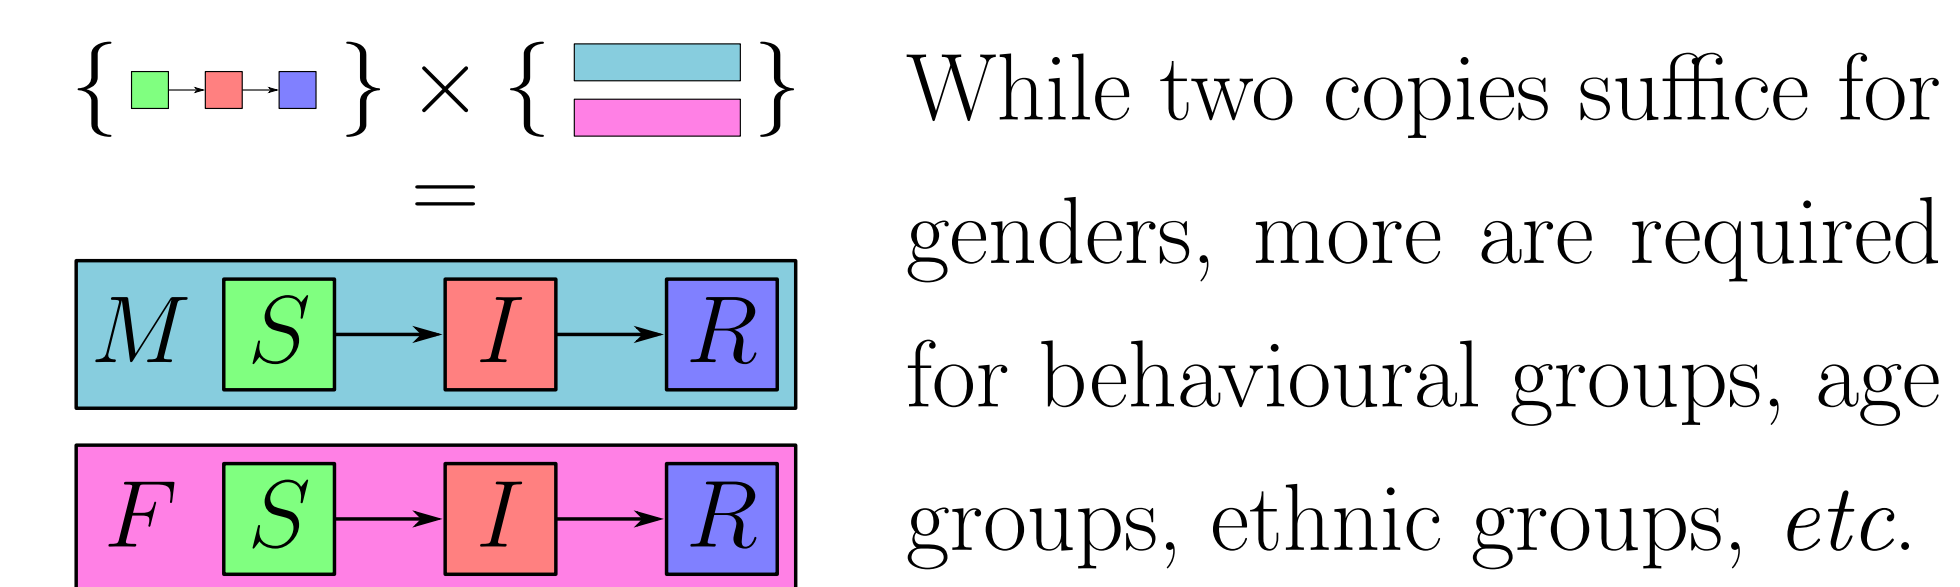 { } × { }
=
M S I R
F S I R
While two copies suffice for
genders, more are required
for behavioural groups, age
groups, ethnic groups, etc.